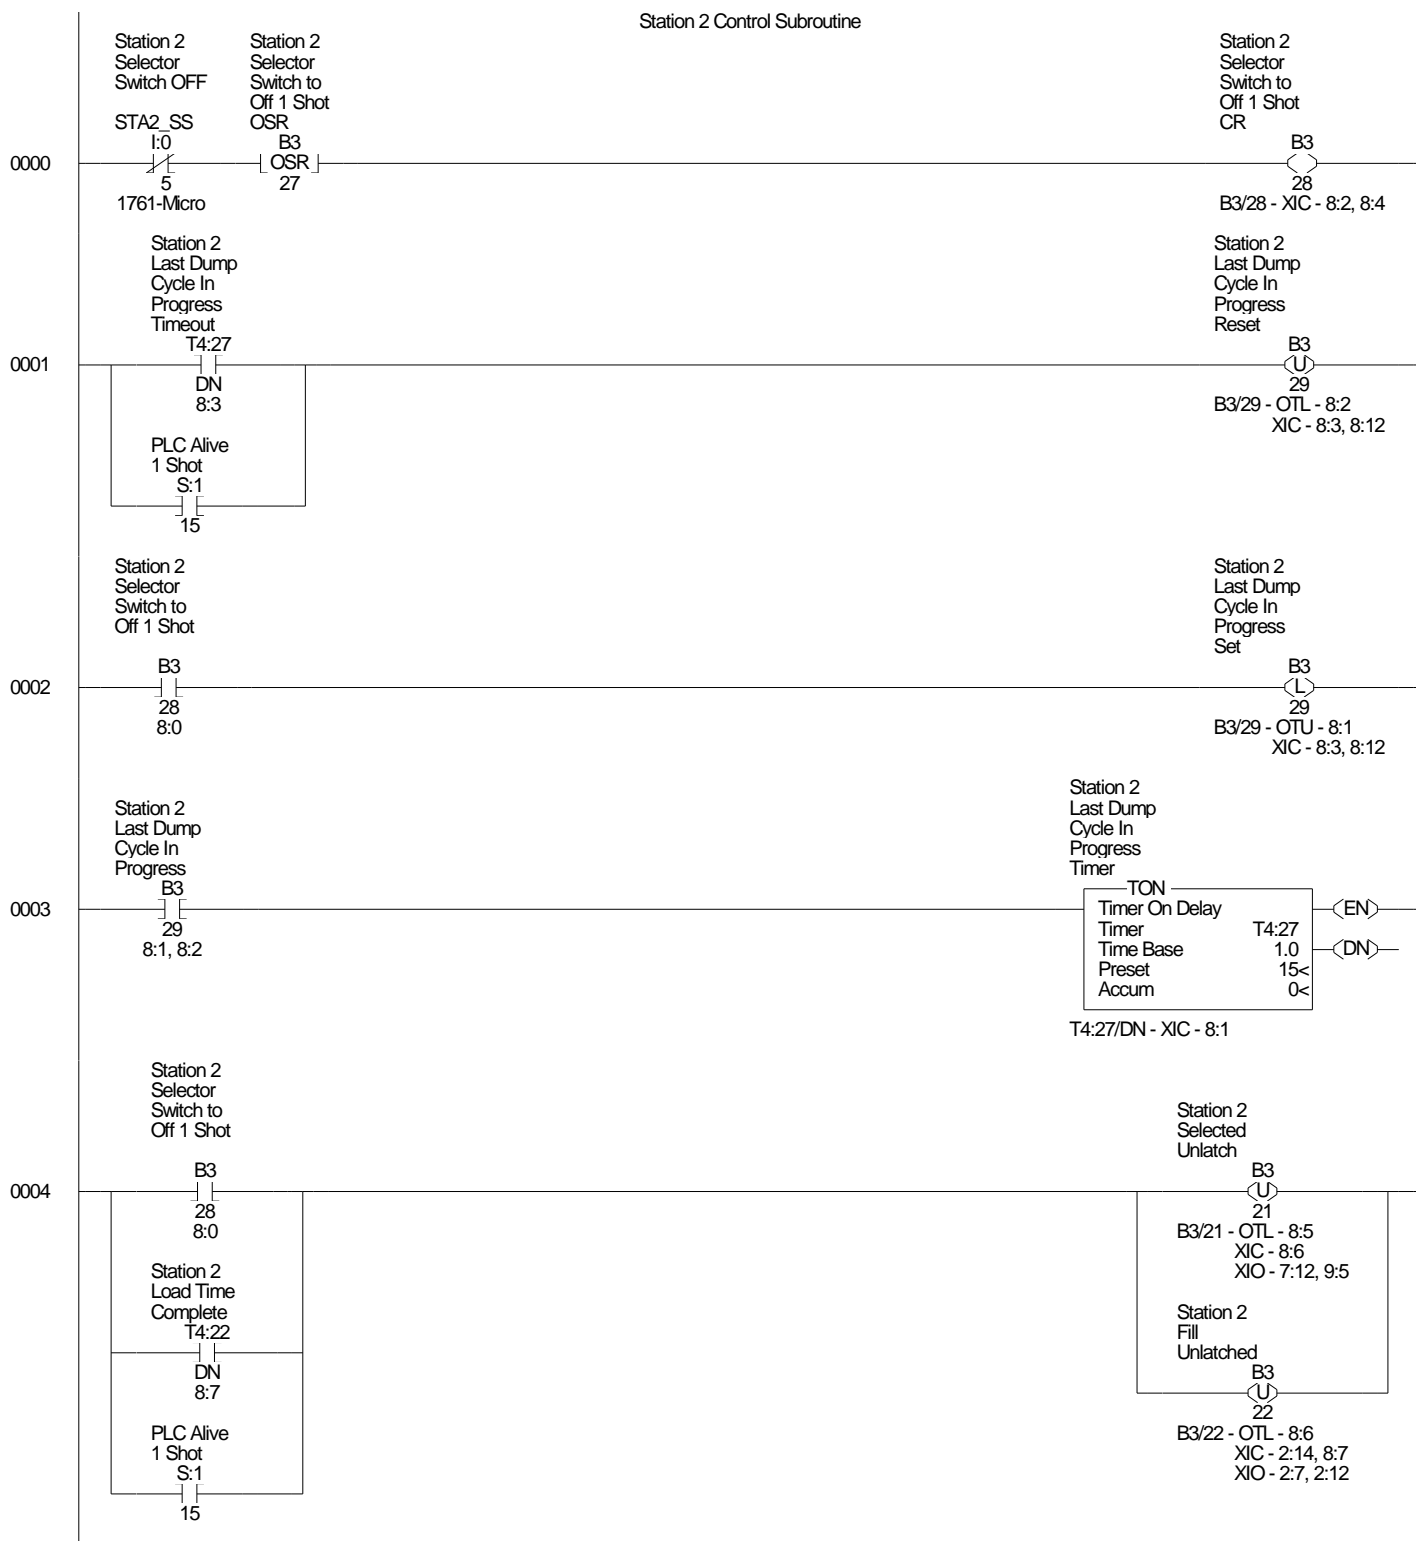 Station 2 Control Subroutine
Station 2
Selector
Switch OFF
STA2_SS
I:0
5
1761-Micro
Station 2
Selector
Switch to
Off 1 Shot
OSR
B3
OSR
27
Station 2
Selector
Switch to
Off 1 Shot
CR
B3
28
B3/28 - XIC - 8:2, 8:4
0000
Station 2
Last Dump
Cycle In
Progress
Timeout
T4:27
DN
8:3
0001
PLC Alive
1 Shot
S:1
15
Station 2
Last Dump
Cycle In
Progress
Reset
B3
U
29
B3/29 - OTL - 8:2
XIC - 8:3, 8:12
Station 2
Selector
Switch to
Off 1 Shot
B3
28
8:0
0002
Station 2
Last Dump
Cycle In
Progress
Set
B3
L
29
B3/29 - OTU - 8:1
XIC - 8:3, 8:12
Station 2
Last Dump
Cycle In
Progress
B3
29
8:1, 8:2
0003
Station 2
Last Dump
Cycle In
Progress
Timer
TON
Timer On Delay
Timer T4:27
Time Base 1.0
Preset 15<
Accum 0<
EN
DN
T4:27/DN - XIC - 8:1
Station 2
Selector
Switch to
Off 1 Shot
B3
28
8:0
0004
Station 2
Load Time
Complete
T4:22
DN
8:7
PLC Alive
1 Shot
S:1
15
Station 2
Selected
Unlatch
B3
U
21
B3/21 - OTL - 8:5
XIC - 8:6
XIO - 7:12, 9:5
Station 2
Fill
Unlatched
B3
U
22
B3/22 - OTL - 8:6
XIC - 2:14, 8:7
XIO - 2:7, 2:12